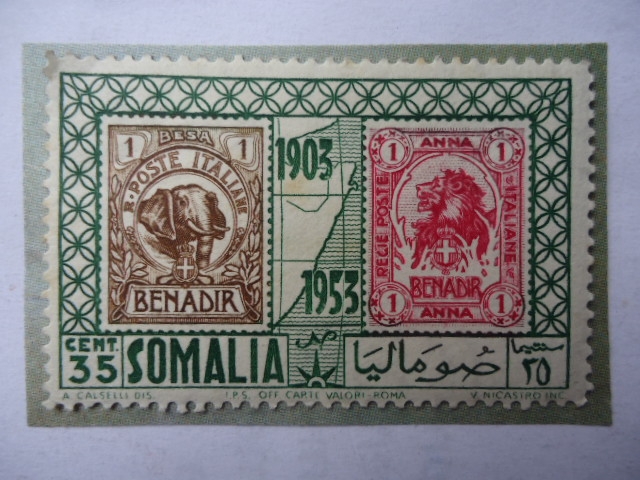 1 BESA 1
R. POSTE ITALIANE
BENADIR
1903
1953
1 ANNA 1
REGIE POSTE
ITALIANE
BENADIR
1 ANNA 1
CENT. 35
SOMALIA
صوماليا
سنتيما ٣٥
A CALSELLI DIS.
I.P.S. OFF CARTE VALORI-ROMA
V. NICASTRO INC.